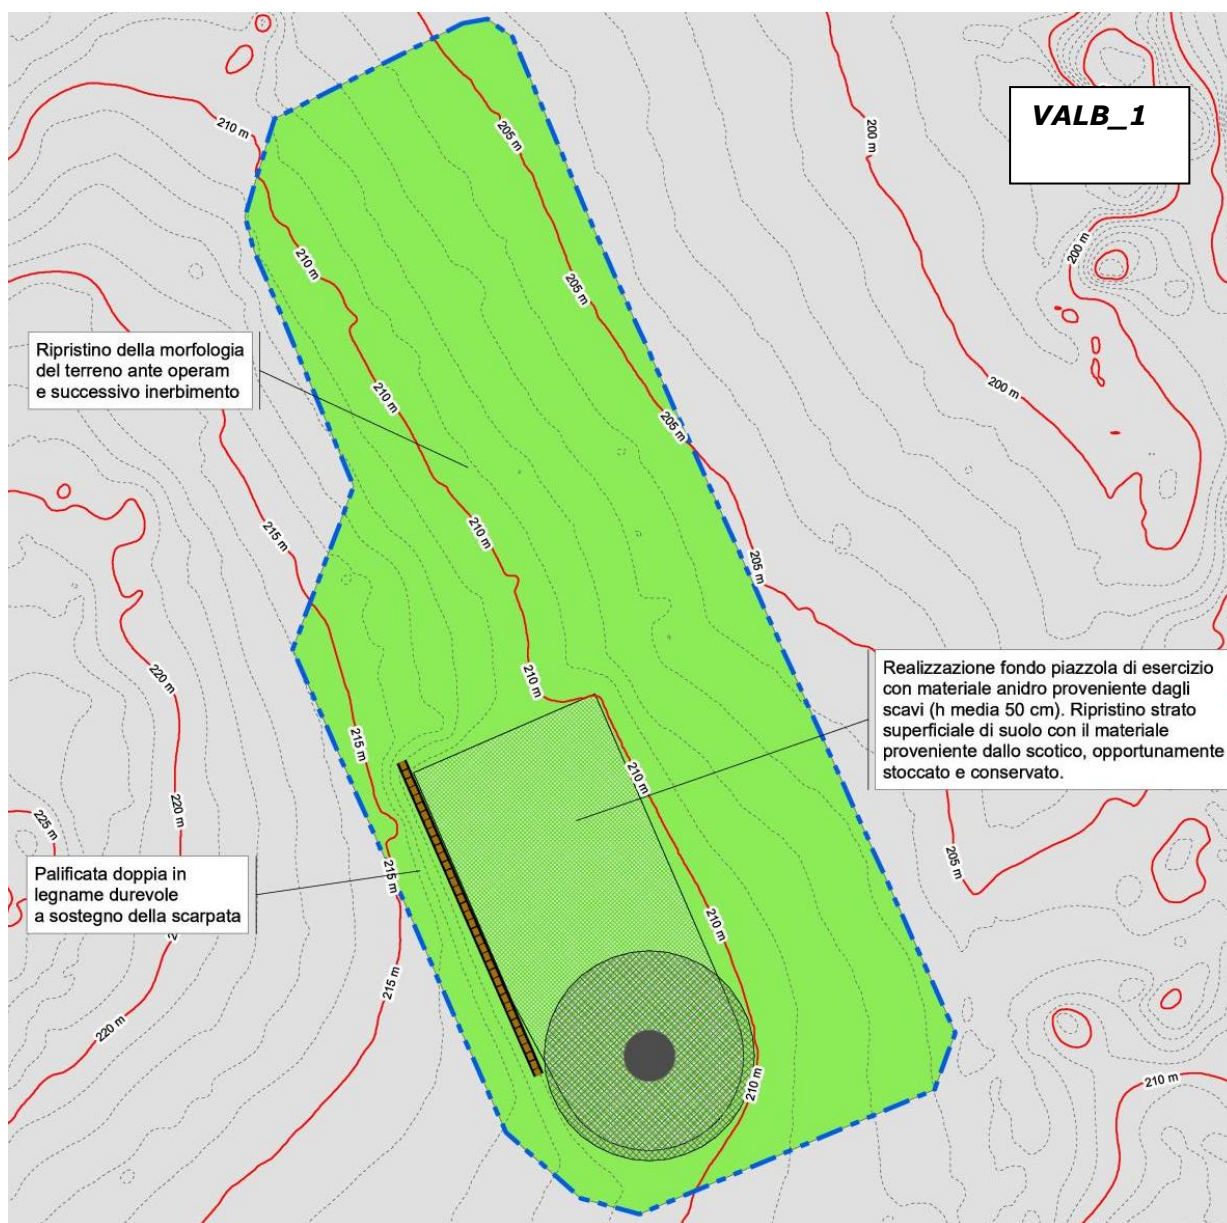 VALB_1
210 m
205 m
200 m
200 m
210 m
205 m
Ripristino della morfologia
del terreno ante operam
e successivo inerbimento
210 m
200 m
205 m
215 m
210 m
205 m
220 m
210 m
Realizzazione fondo piazzola di esercizio
con materiale anidro proveniente dagli
scavi (h media 50 cm). Ripristino strato
superficiale di suolo con il materiale
proveniente dallo scotico, opportunamente
stoccato e conservato.
215 m
210 m
220 m
225 m
205 m
Palificata doppia in
legname durevole
a sostegno della scarpata
215 m
210 m
215 m
220 m
210 m
210 m